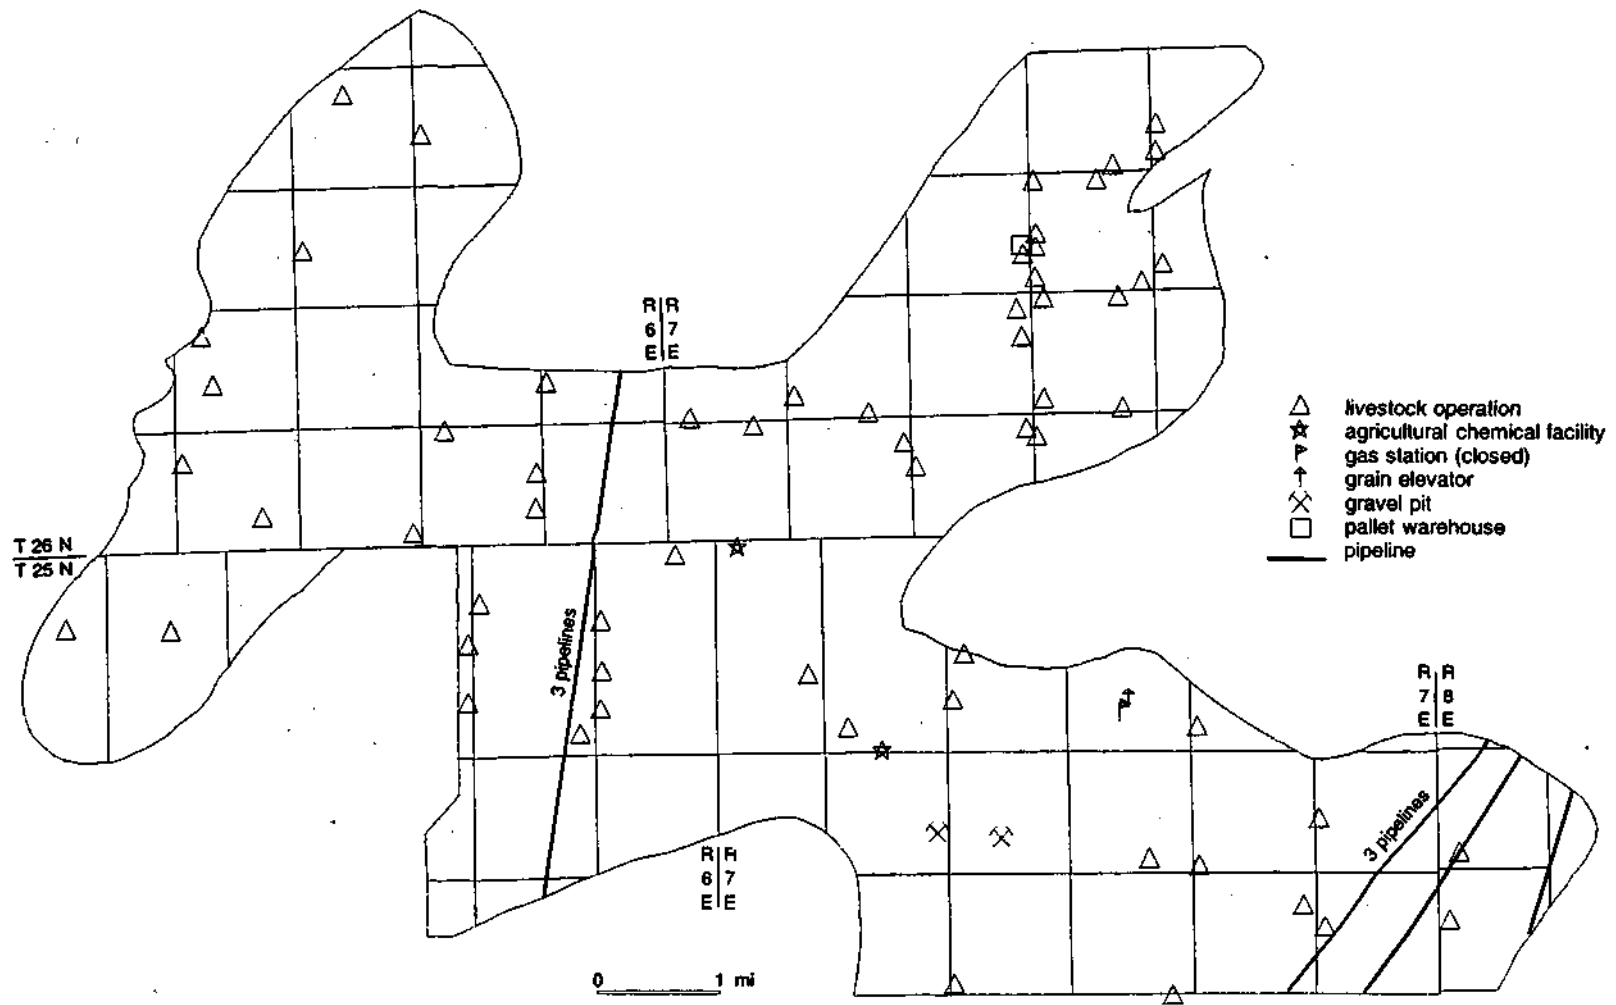 R R
6 7
E E
livestock operation
agricultural chemical facility
gas station (closed)
grain elevator
gravel pit
pallet warehouse
pipeline
T 26 N
T 25 N
3 pipelines
R R
7 8
E E
3 pipelines
R R
6 7
E E
0 1 mi